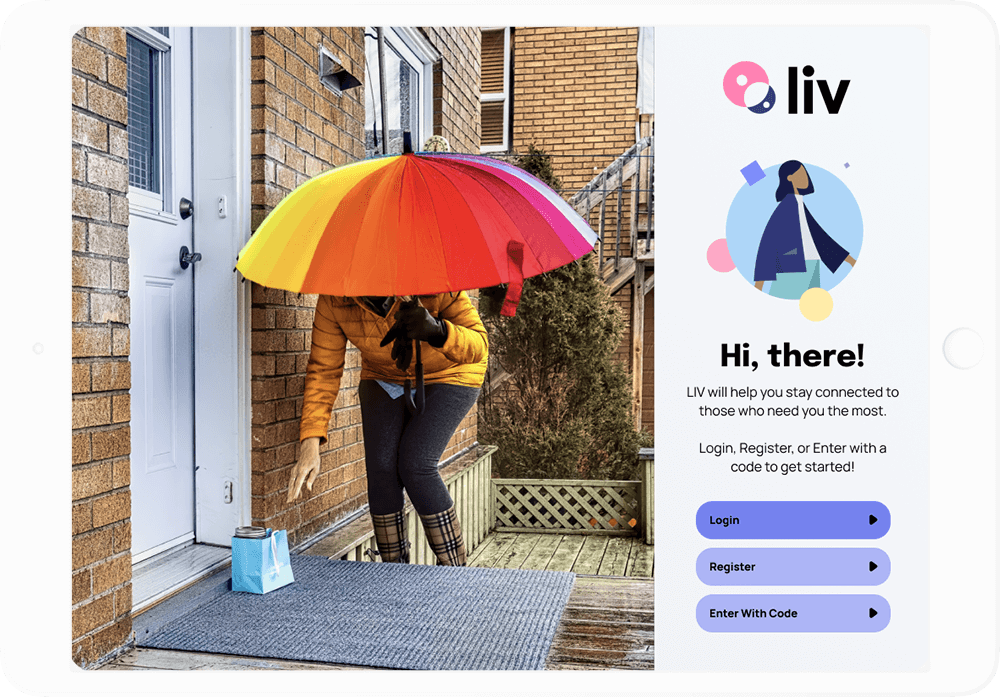 liv
Hi, there!
LIV will help you stay connected to
those who need you the most.
Login, Register, or Enter with a
code to get started!
Login
Register
Enter With Code